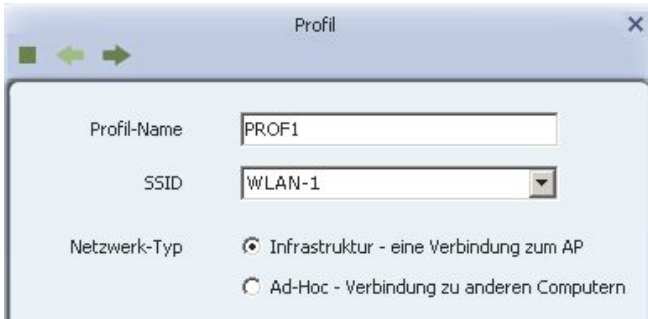 Profil
Profil-Name PROF1
SSID WLAN-1
Netzwerk-Typ Infrastruktur - eine Verbindung zum AP
Ad-Hoc - Verbindung zu anderen Computern